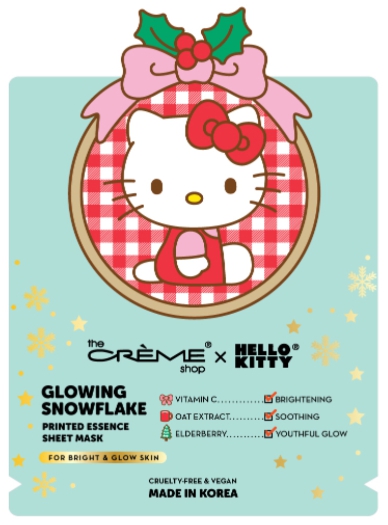 the
CRÈME® x HELLO
shop KITTY®
GLOWING
SNOWFLAKE
PRINTED ESSENCE
SHEET MASK
FOR BRIGHT & GLOW SKIN
VITAMIN C............☑BRIGHTENING
OAT EXTRACT........☑SOOTHING
ELDERBERRY........☑YOUTHFUL GLOW
CRUELTY-FREE & VEGAN
MADE IN KOREA